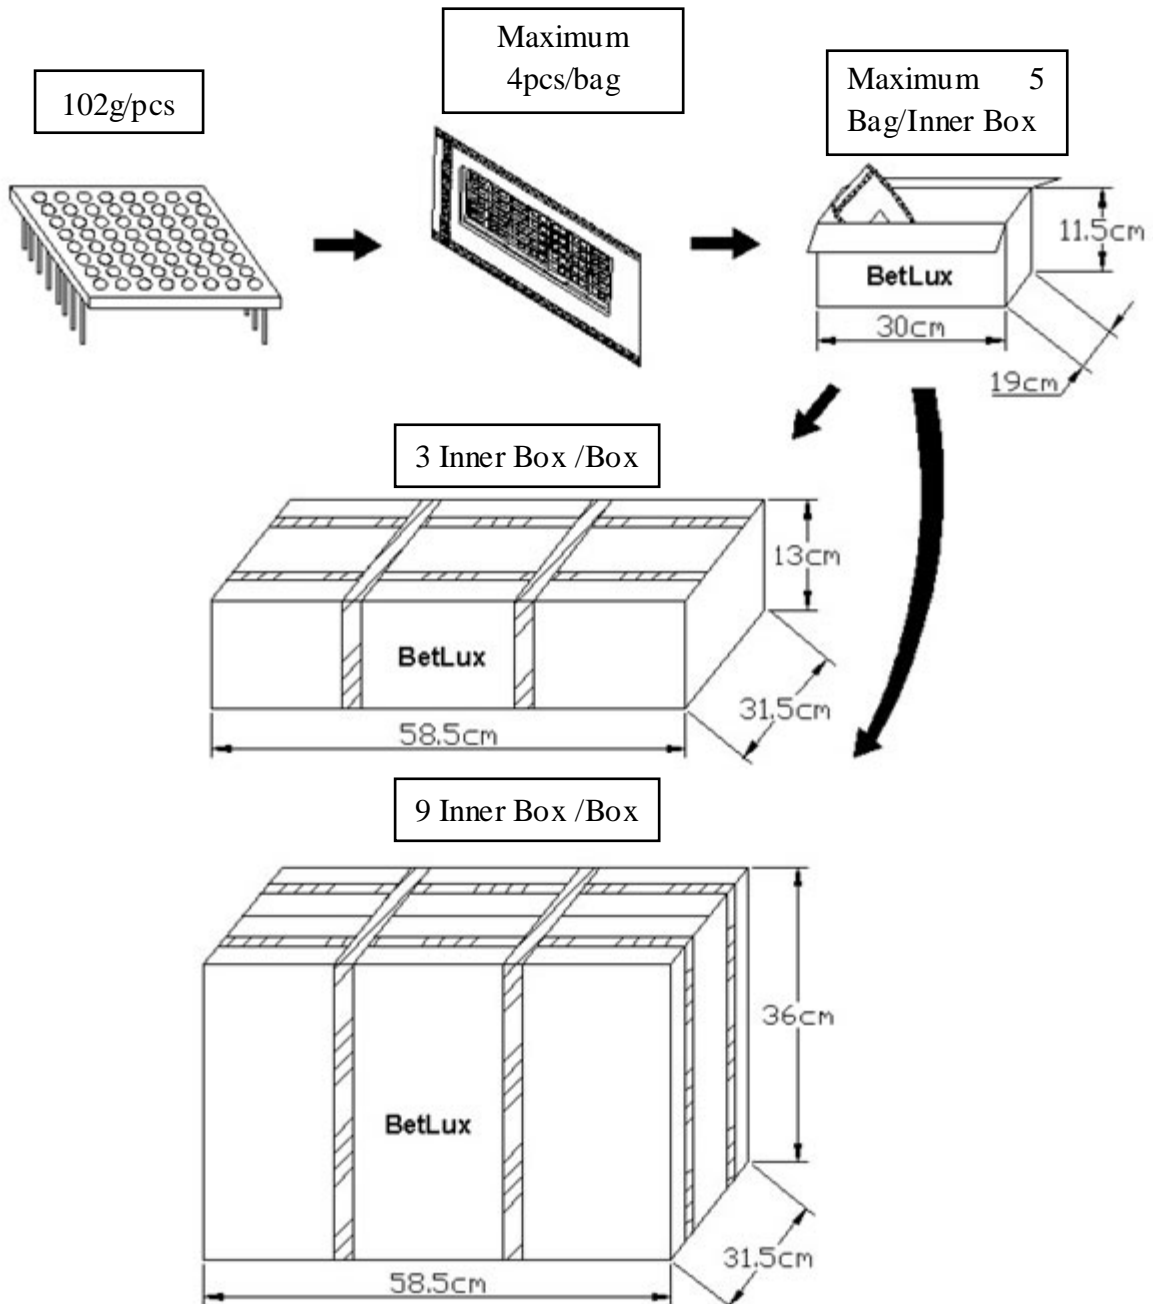 102g/pcs
Maximum
4pcs/bag
Maximum 5
Bag/Inner Box
BetLux
11.5cm
30cm
19cm
3 Inner Box /Box
BetLux
13cm
31.5cm
58.5cm
9 Inner Box /Box
BetLux
36cm
31.5cm
58.5cm